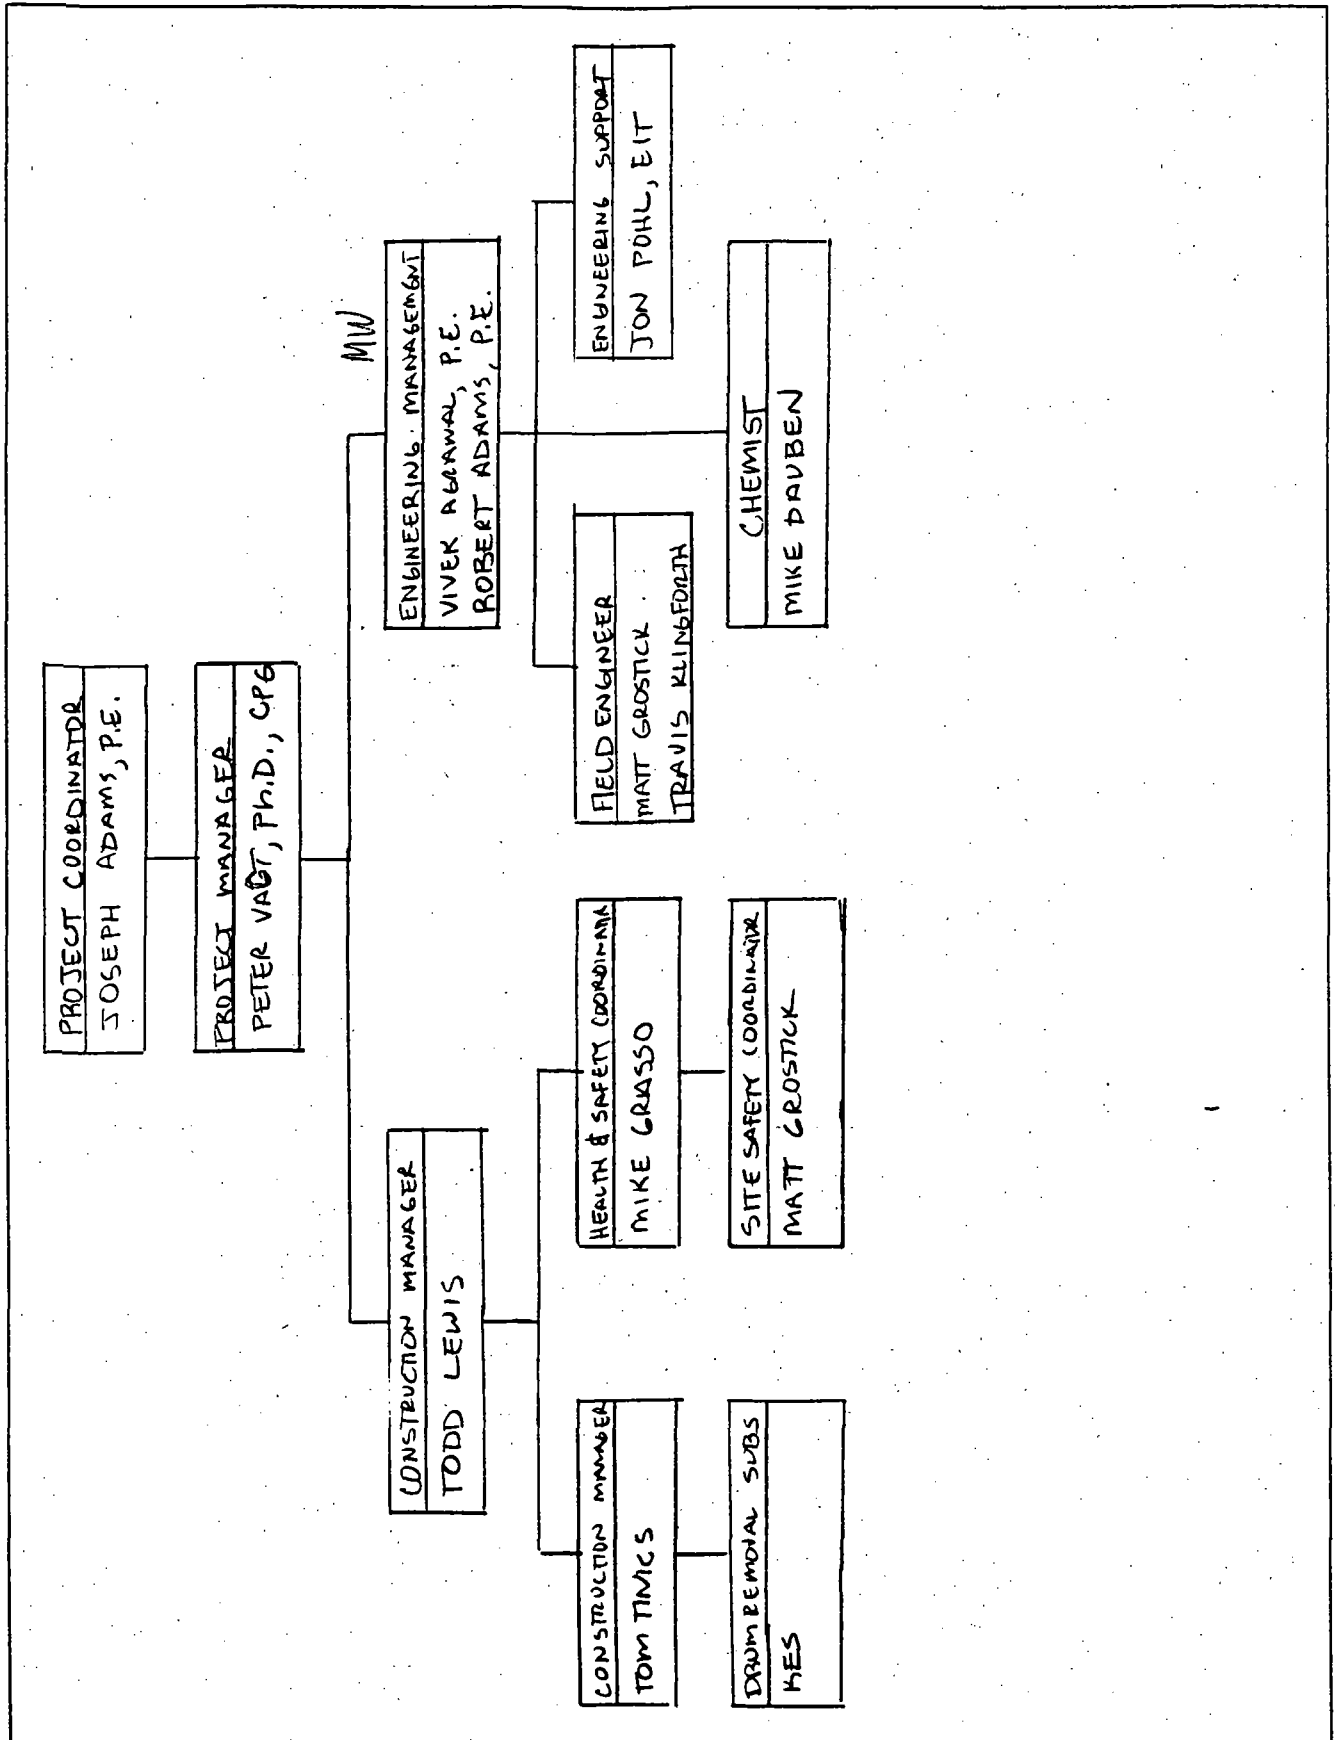 PROJECT COORDINATOR
JOSEPH ADAMS, P.E.
PROJECT MANAGER
PETER VAGT, Ph.D., CPG
MW
CONSTRUCTION MANAGER
TODD LEWIS
ENGINEERING MANAGEMENT
VIVEK AGRAWAL, P.E.
ROBERT ADAMS, P.E.
CONSTRUCTION MANAGER
TOM TINICS
HEALTH & SAFETY COORDINATOR
MIKE GRASSO
FIELD ENGINEER
MATT GROSTICK
TRAVIS KLINGFORTH
ENGINEERING SUPPORT
JON POHL, EIT
DRUM REMOVAL SUBS
KES
SITE SAFETY COORDINATOR
MATT GROSTICK
CHEMIST
MIKE DAUBEN